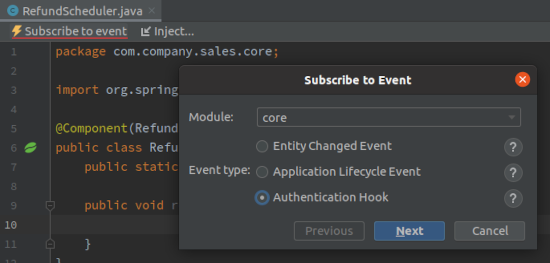 RefundScheduler.java ×
Subscribe to event Inject...
1 package com.company.sales.core;
2
3 import org.spring
4
5 @Component(Refund
6 public class Refu
7 public static
8
9 public void r
10
11 }
}
Subscribe to Event
Module: core
Entity Changed Event ?
Event type: Application Lifecycle Event ?
Authentication Hook ?
Previous Next Cancel